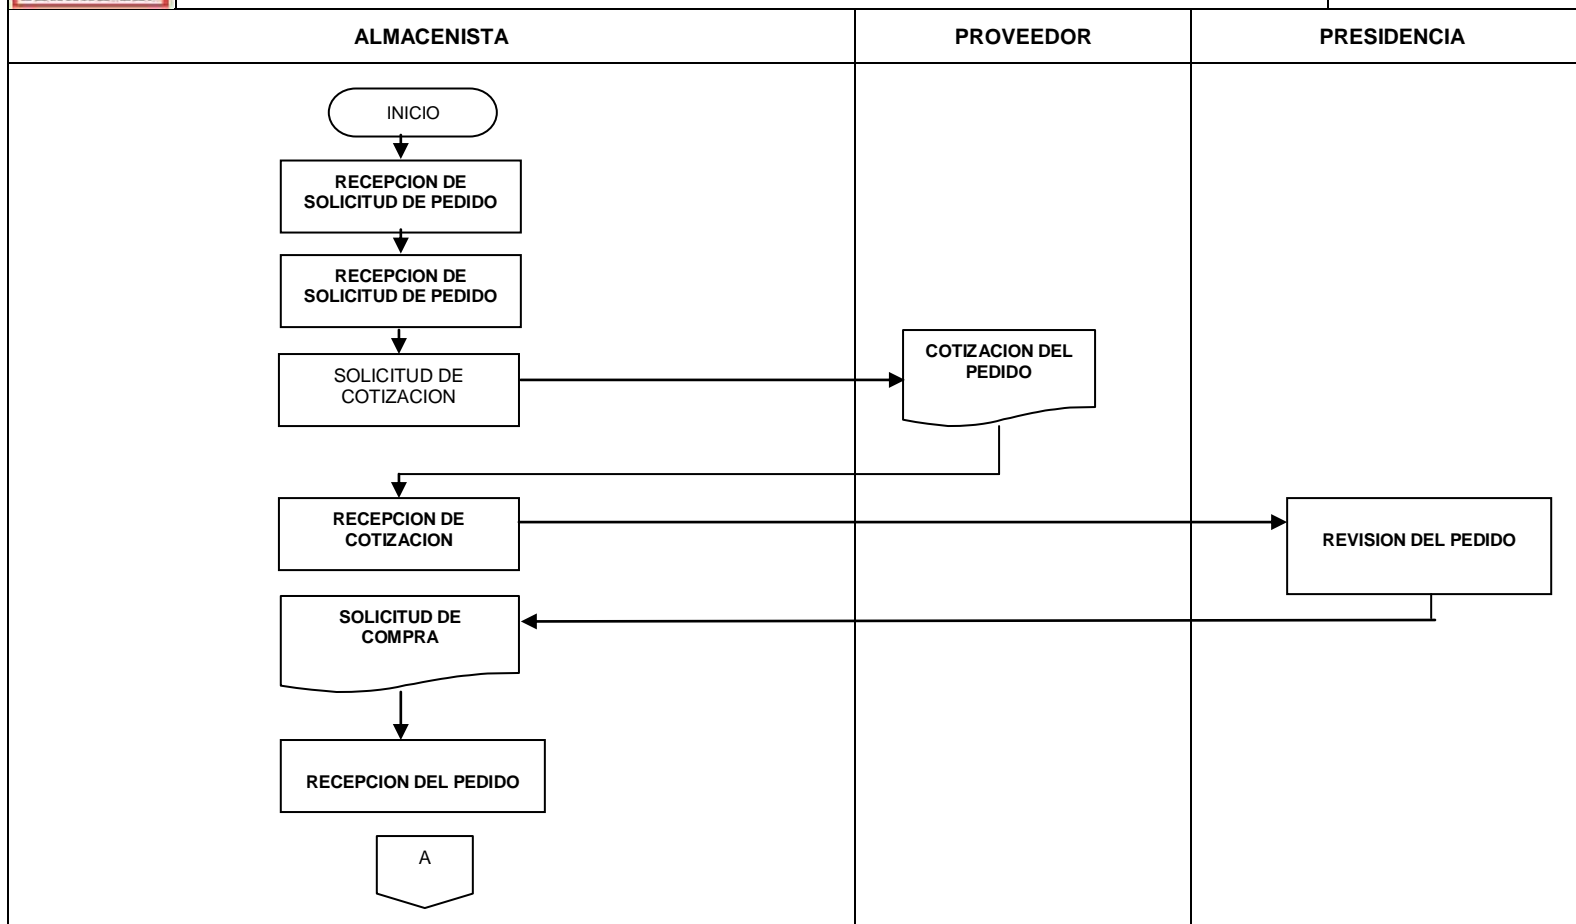 ALMACENISTA
PROVEEDOR
PRESIDENCIA
INICIO
RECEPCION DE
SOLICITUD DE PEDIDO
RECEPCION DE
SOLICITUD DE PEDIDO
SOLICITUD DE
COTIZACION
COTIZACION DEL
PEDIDO
RECEPCION DE
COTIZACION
REVISION DEL PEDIDO
SOLICITUD DE
COMPRA
RECEPCION DEL PEDIDO
A